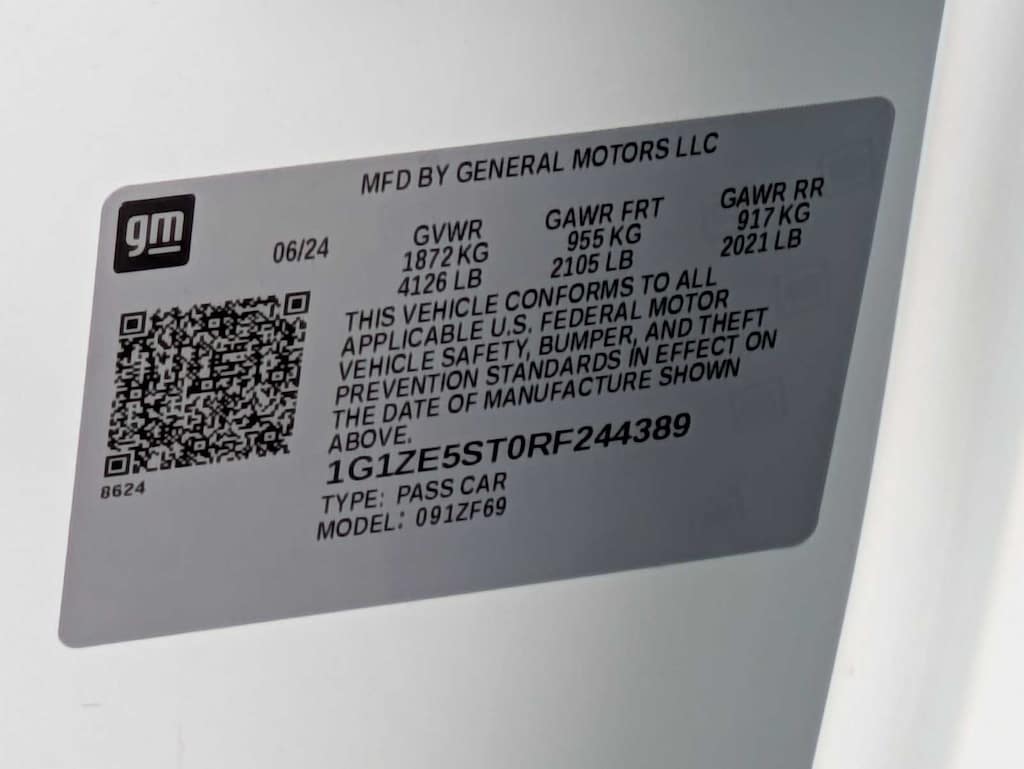 MFD BY GENERAL MOTORS LLC
gm
06/24
GVWR
1872 KG
4126 LB
GAWR FRT
955 KG
2105 LB
GAWR RR
917 KG
2021 LB
THIS VEHICLE CONFORMS TO ALL
APPLICABLE U.S. FEDERAL MOTOR
VEHICLE SAFETY, BUMPER, AND THEFT
PREVENTION STANDARDS IN EFFECT ON
THE DATE OF MANUFACTURE SHOWN
ABOVE.
1G1ZE5ST0RF244389
8624
TYPE: PASS CAR
MODEL: 091ZF69